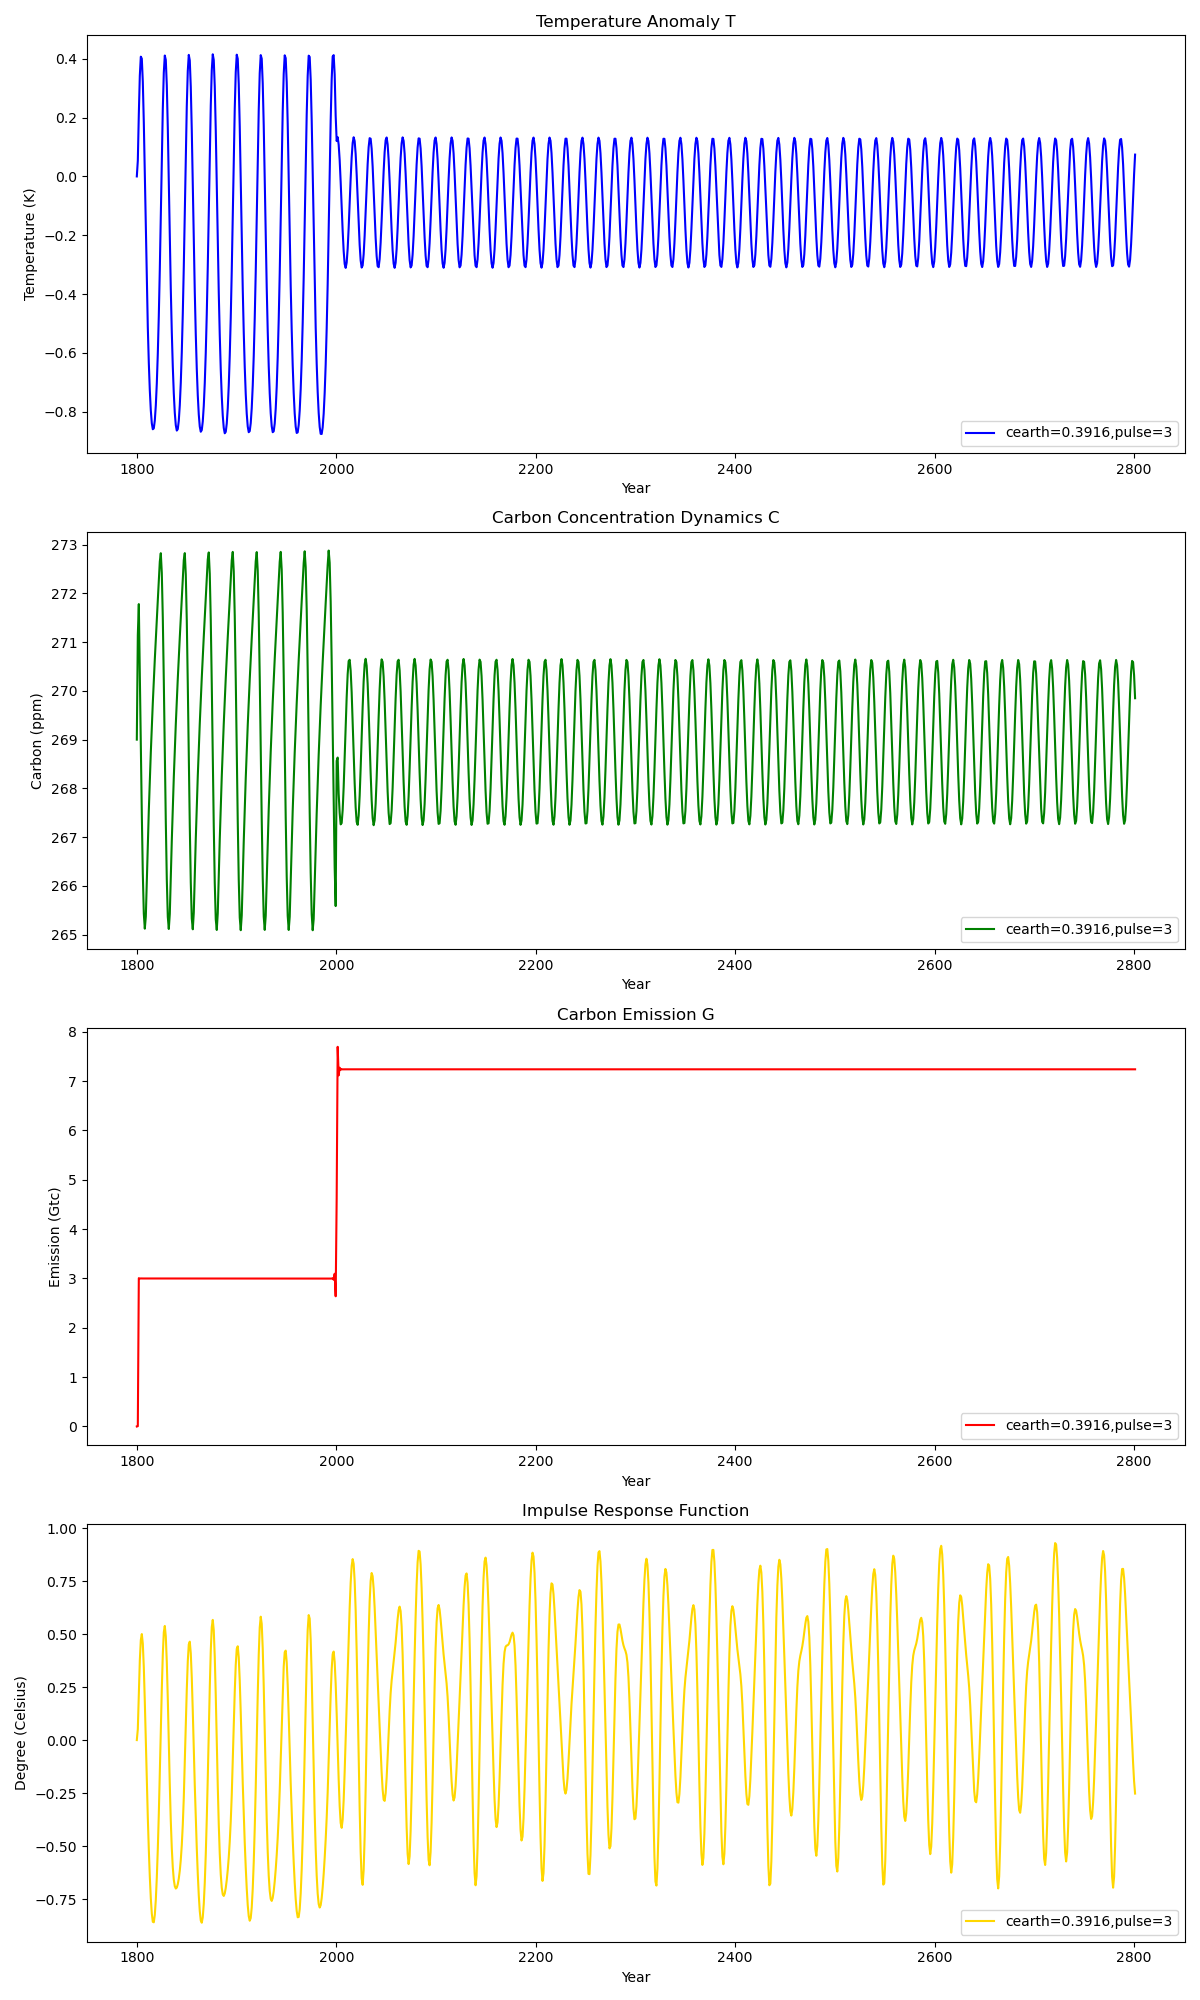 Temperature Anomaly T
Temperature (K)
0.4
0.2
0.0
−0.2
−0.4
−0.6
−0.8
cearth=0.3916,pulse=3
1800 2000 2200 2400 2600 2800
Year
Carbon Concentration Dynamics C
Carbon (ppm)
273
272
271
270
269
268
267
266
265
cearth=0.3916,pulse=3
1800 2000 2200 2400 2600 2800
Year
Carbon Emission G
Emission (Gtc)
8
7
6
5
4
3
2
1
0
cearth=0.3916,pulse=3
1800 2000 2200 2400 2600 2800
Year
Impulse Response Function
Degree (Celsius)
1.00
0.75
0.50
0.25
0.00
−0.25
−0.50
−0.75
cearth=0.3916,pulse=3
1800 2000 2200 2400 2600 2800
Year